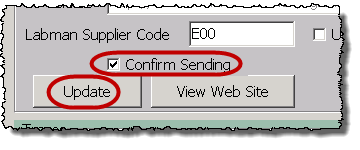 Labman Supplier Code E00 U
Confirm Sending
Update View Web Site